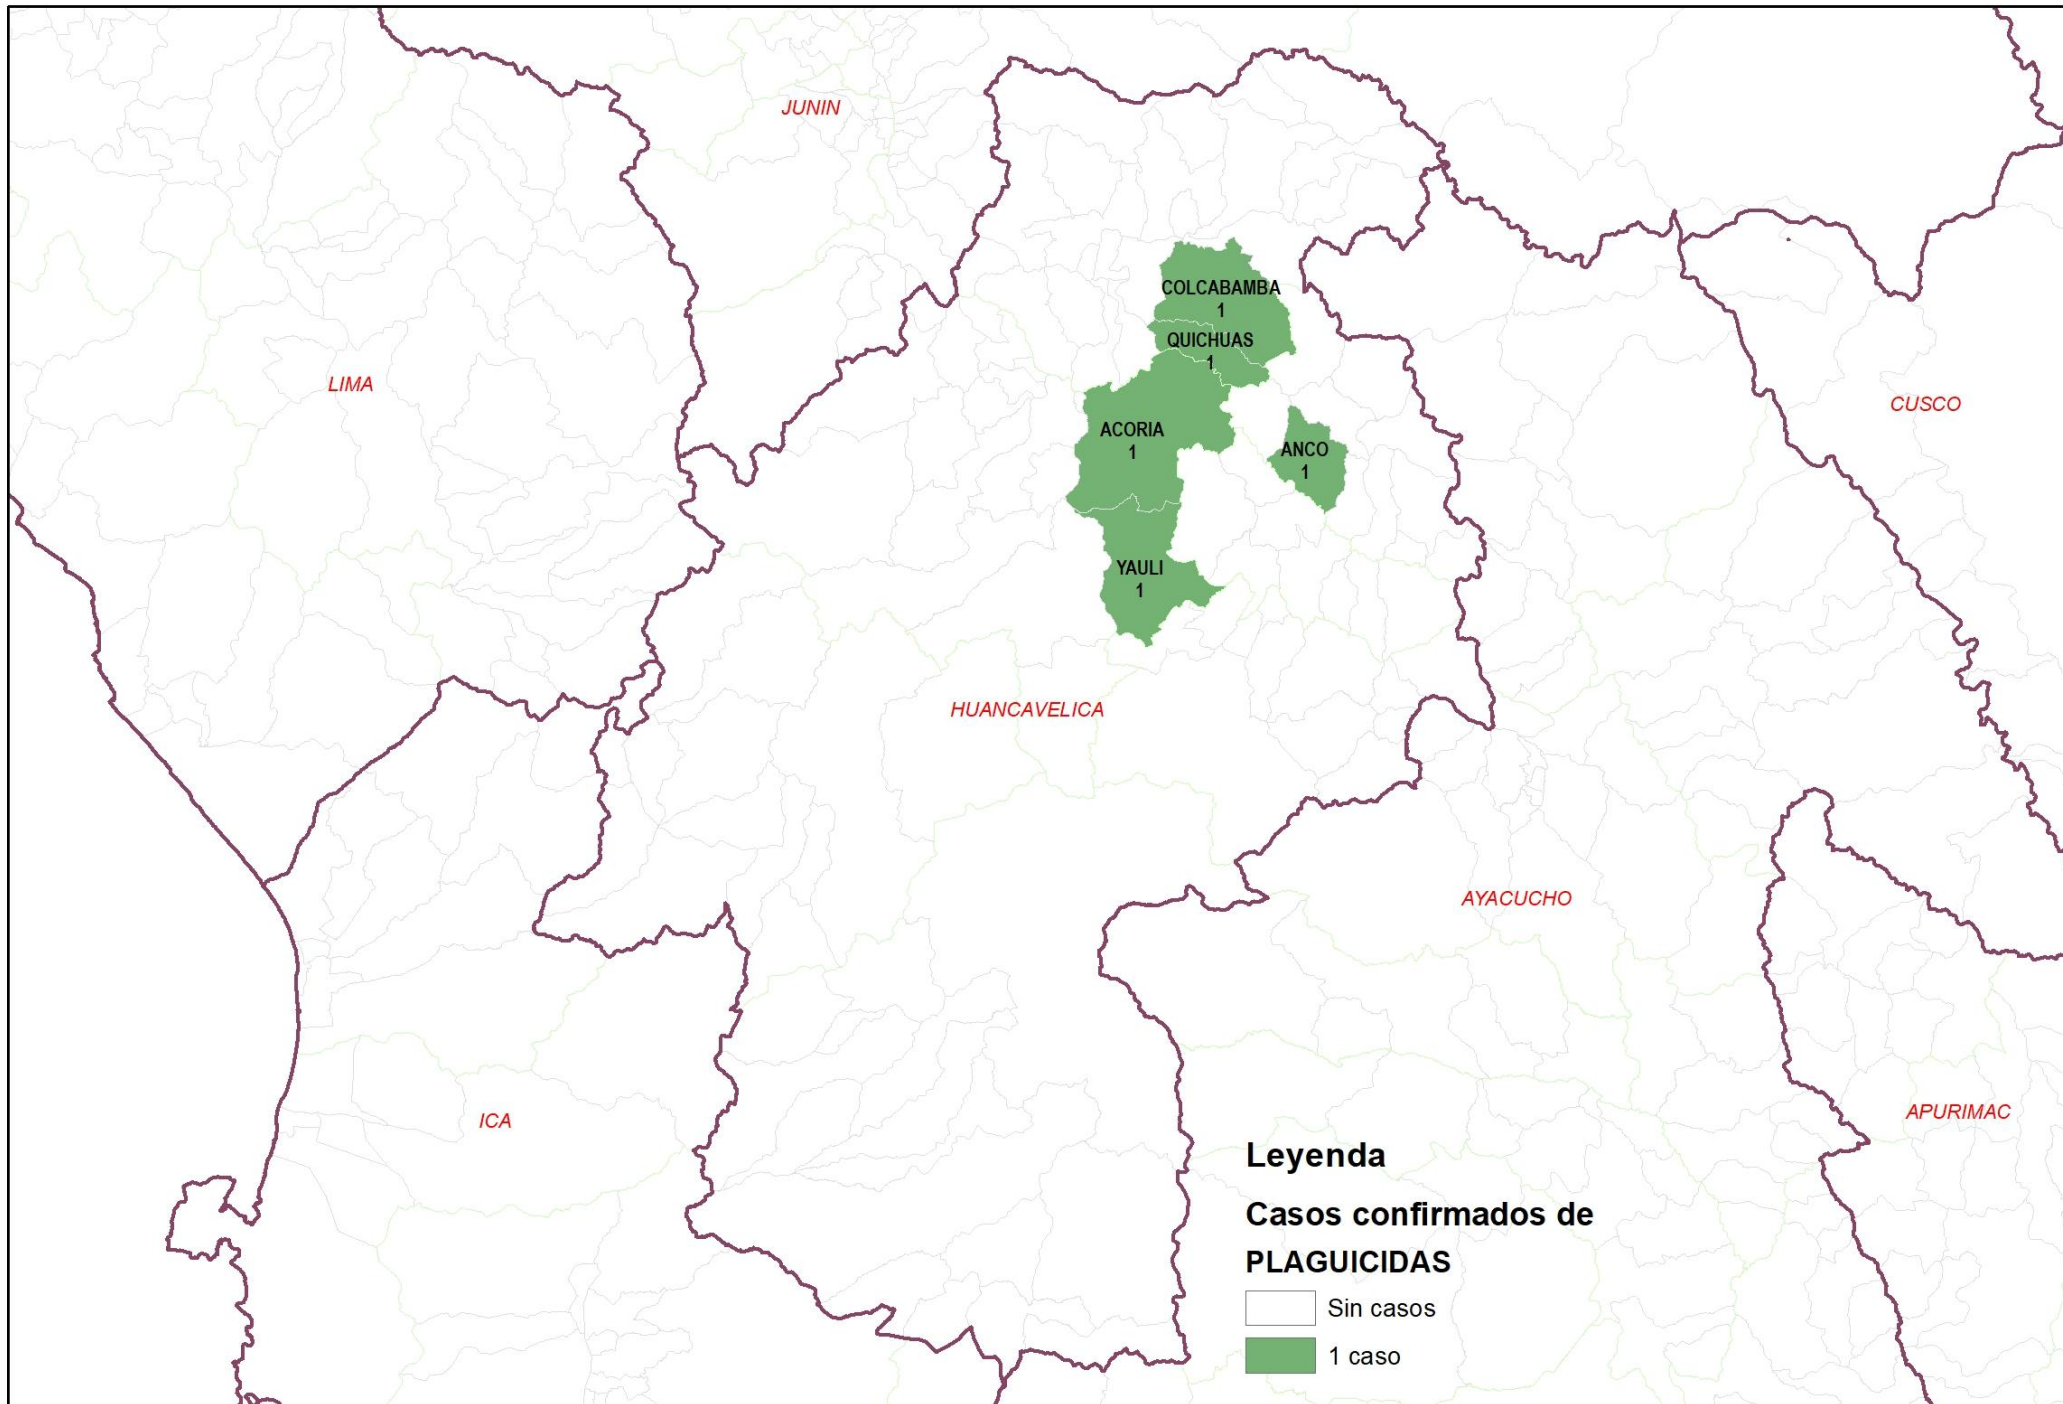 JUNIN
COLCABAMBA
1
QUICHUAS
1
LIMA
CUSCO
ACORIA
1
ANCO
1
YAULI
1
HUANCAVELICA
AYACUCHO
ICA
APURIMAC
Leyenda
Casos confirmados de
PLAGUICIDAS
Sin casos
1 caso